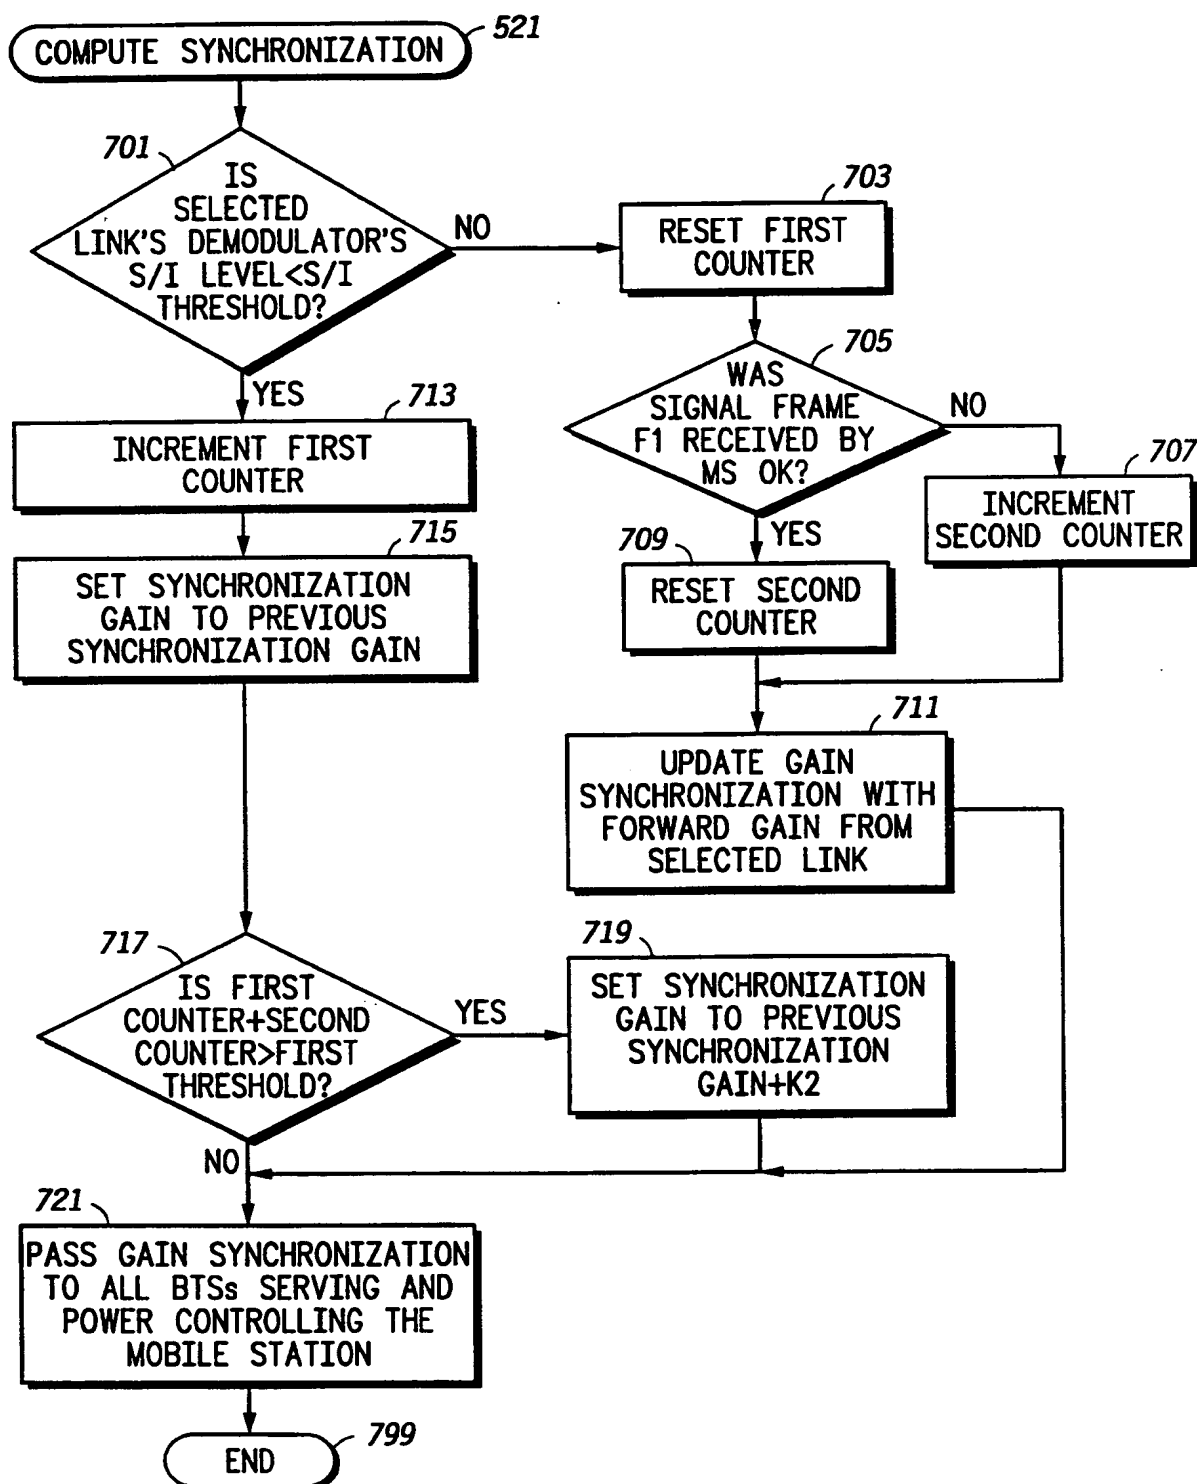 COMPUTE SYNCHRONIZATION
521
701
IS
SELECTED
LINK'S DEMODULATOR'S
S/I LEVEL<S/I
THRESHOLD?
NO
703
RESET FIRST
COUNTER
705
WAS
SIGNAL FRAME
F1 RECEIVED BY
MS OK?
NO
707
INCREMENT
SECOND COUNTER
YES
709
RESET SECOND
COUNTER
711
UPDATE GAIN
SYNCHRONIZATION WITH
FORWARD GAIN FROM
SELECTED LINK
YES
713
INCREMENT FIRST
COUNTER
715
SET SYNCHRONIZATION
GAIN TO PREVIOUS
SYNCHRONIZATION GAIN
717
IS FIRST
COUNTER+SECOND
COUNTER>FIRST
THRESHOLD?
YES
719
SET SYNCHRONIZATION
GAIN TO PREVIOUS
SYNCHRONIZATION
GAIN+K2
NO
721
PASS GAIN SYNCHRONIZATION
TO ALL BTSs SERVING AND
POWER CONTROLLING THE
MOBILE STATION
END
799